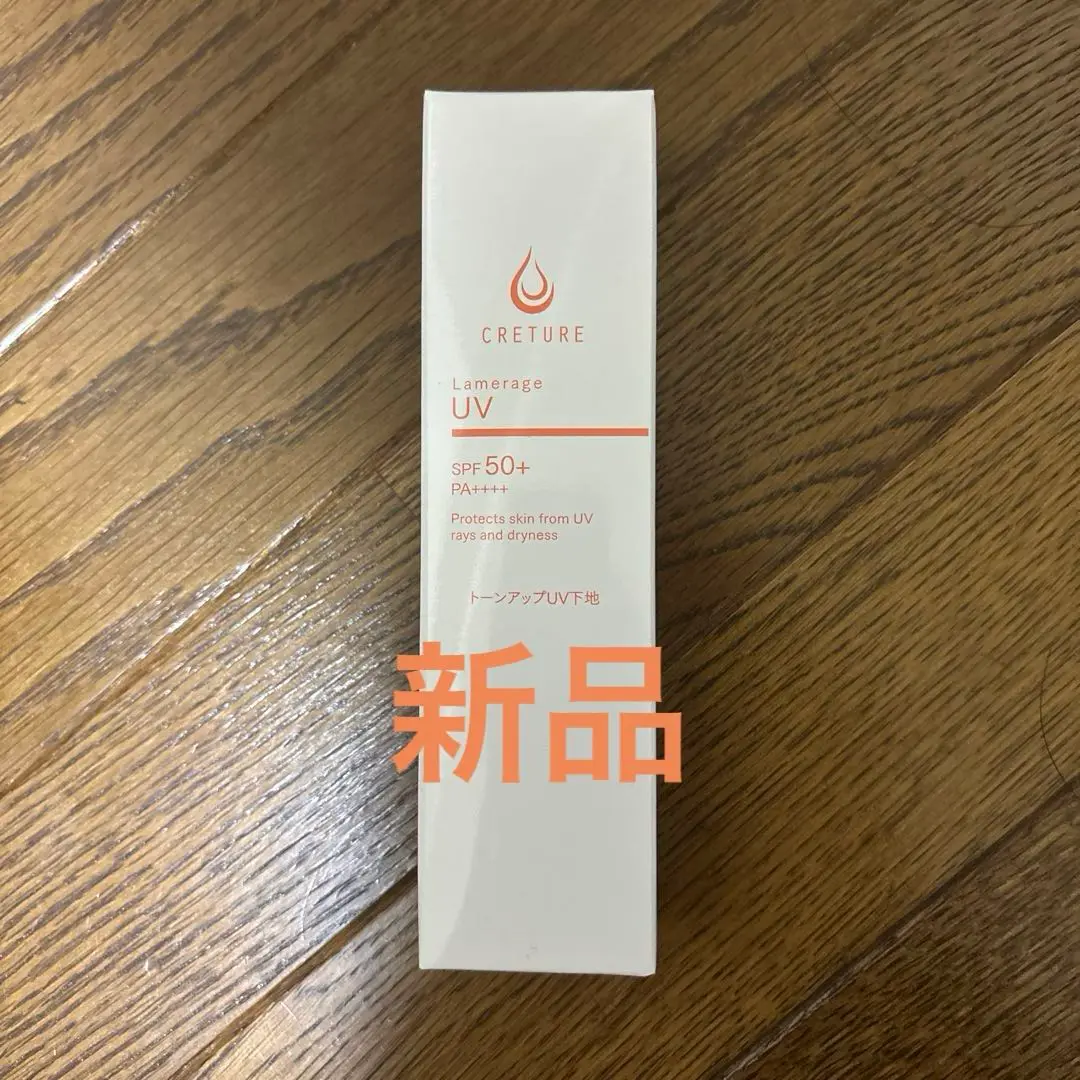 CRETURE
Lamerage
UV
SPF 50+
PA++++
Protects skin from UV
rays and dryness
トーンアップUV下地
新品